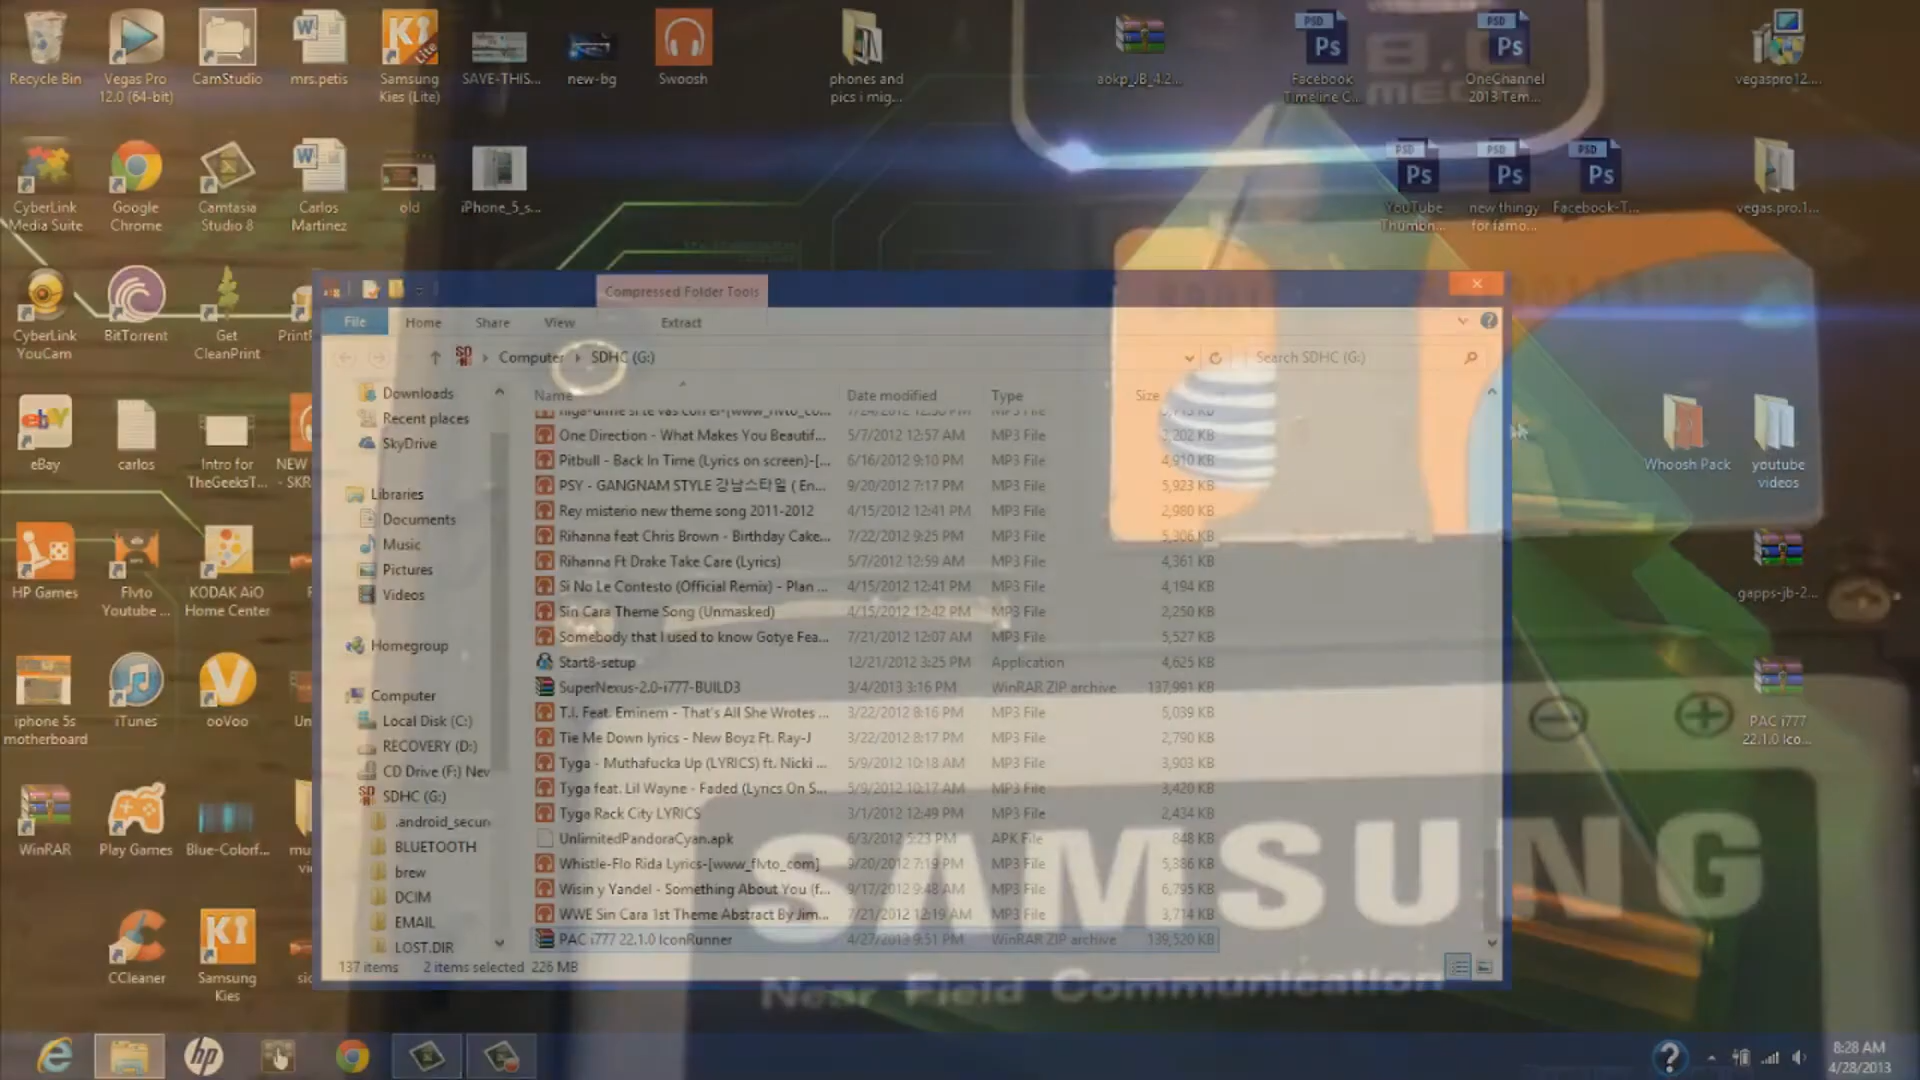 Recycle Bin
Vegas Pro
12.0 (64-bit)
CamStudio
mrs.petis
Samsung
Kies (Lite)
SAVE-THIS...
new-bg
Swoosh
phones and
pics i mig...
aokp_JB_4.2...
Facebook
Timeline C...
OneChannel
2013 Tem...
vegaspro12....
CyberLink
Media Suite
Google
Chrome
Camtasia
Studio 8
Carlos
Martinez
old
iPhone_5_s...
YouTube
Thumbn...
new thingy
for famo...
Facebook-T...
vegas.pro.1...
CyberLink
YouCam
BitTorrent
Get
CleanPrint
eBay
carlos
Intro for
TheGeeksT...
Whoosh Pack
youtube
videos
HP Games
Flvto
Youtube ...
KODAK AiO
Home Center
gapps-jb-2...
iphone 5s
motherboard
iTunes
ooVoo
PAC i777
22.1.0 Ico...
WinRAR
Play Games
Blue-Colorf...
CCleaner
Samsung
Kies
Compressed Folder Tools
File Home Share View Extract
Computer SDHC (G:)
Search SDHC (G:)
Downloads
Recent places
SkyDrive
Libraries
Documents
Music
Pictures
Videos
Homegroup
Computer
Local Disk (C:)
RECOVERY (D:)
CD Drive (F:) Nev
SDHC (G:)
.android_secur
BLUETOOTH
brew
DCIM
EMAIL
LOST.DIR
Name Date modified Type Size
One Direction - What Makes You Beautif... 5/7/2012 12:57 AM MP3 File 3,202 KB
Pitbull - Back In Time (Lyrics on screen)-[... 6/16/2012 9:10 PM MP3 File 4,910 KB
PSY - GANGNAM STYLE 강남스타일 ( En... 9/20/2012 7:17 PM MP3 File 5,923 KB
Rey misterio new theme song 2011-2012 4/15/2012 12:41 PM MP3 File 2,980 KB
Rihanna feat Chris Brown - Birthday Cake... 7/22/2012 9:25 PM MP3 File 5,306 KB
Rihanna Ft Drake Take Care (Lyrics) 5/7/2012 12:59 AM MP3 File 4,361 KB
Si No Le Contesto (Official Remix) - Plan ... 4/15/2012 12:41 PM MP3 File 4,194 KB
Sin Cara Theme Song (Unmasked) 4/15/2012 12:42 PM MP3 File 2,250 KB
Somebody that I used to know Gotye Fea... 7/21/2012 12:07 AM MP3 File 5,527 KB
Start8-setup 12/21/2012 3:25 PM Application 4,625 KB
SuperNexus-2.0-i777-BUILD3 3/4/2013 3:16 PM WinRAR ZIP archive 137,991 KB
T.I. Feat. Eminem - That's All She Wrotes ... 3/22/2012 8:16 PM MP3 File 5,039 KB
Tie Me Down lyrics - New Boyz Ft. Ray-J 3/22/2012 8:17 PM MP3 File 2,790 KB
Tyga - Muthafucka Up (LYRICS) ft. Nicki ... 5/9/2012 10:18 AM MP3 File 3,903 KB
Tyga feat. Lil Wayne - Faded (Lyrics On S... 5/9/2012 10:17 AM MP3 File 3,420 KB
Tyga Rack City LYRICS 3/1/2012 12:49 PM MP3 File 2,434 KB
UnlimitedPandoraCyan.apk 6/3/2012 5:23 PM APK File 848 KB
Whistle-Flo Rida Lyrics-[www_flvto_com] 9/20/2012 7:19 PM MP3 File 5,386 KB
Wisin y Yandel - Something About You (f... 9/17/2012 9:48 AM MP3 File 6,795 KB
WWE Sin Cara 1st Theme Abstract By Jim... 7/21/2012 12:19 AM MP3 File 3,714 KB
PAC i777 22.1.0 IconRunner 4/27/2013 9:51 PM WinRAR ZIP archive 139,520 KB
137 items 2 items selected 226 MB
SAMSUNG
Near Field Communication
8:28 AM
4/28/2013